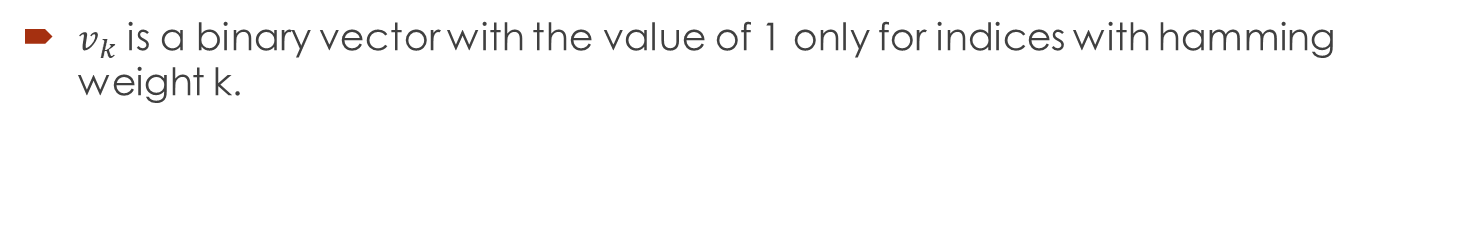 v_k is a binary vector with the value of 1 only for indices with hamming
weight k.